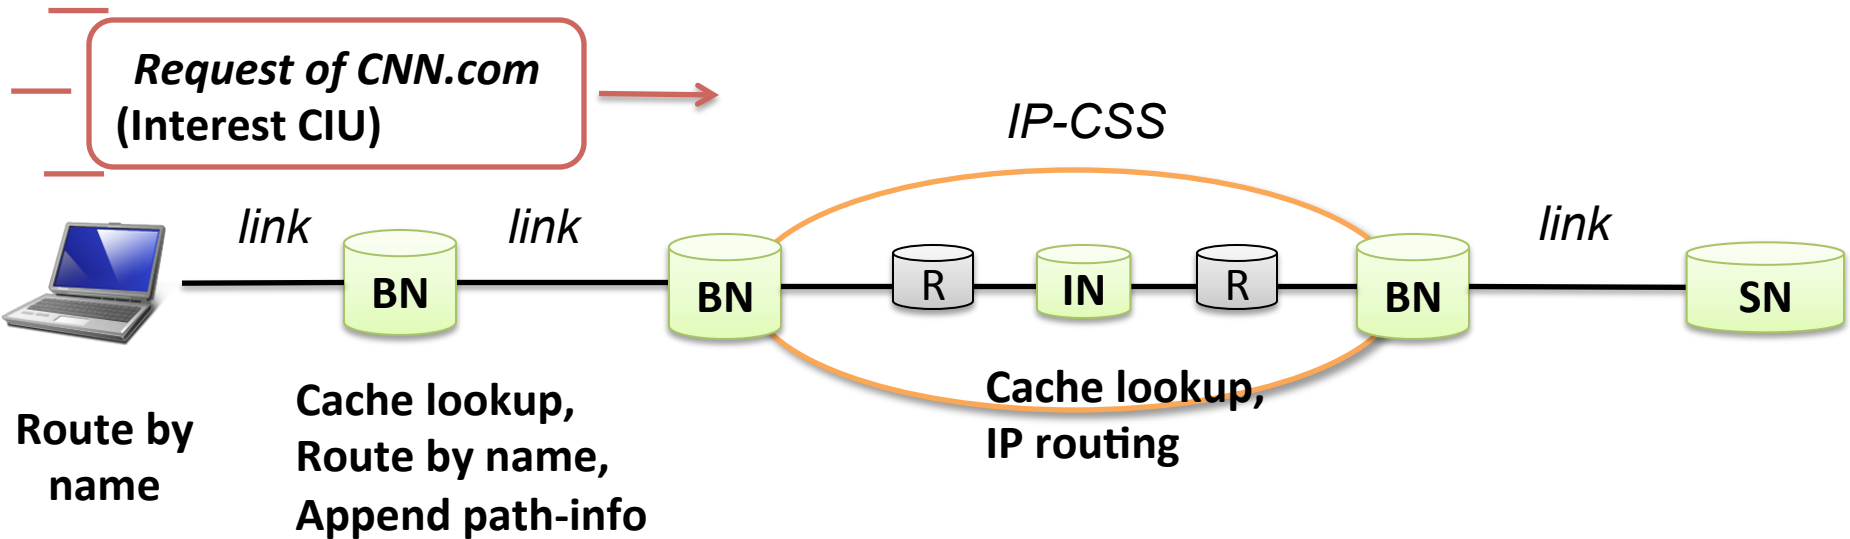 Request of CNN.com
(Interest CIU)
IP-CSS
link
link
link
BN
BN
R
IN
R
BN
SN
Route by
name
Cache lookup,
Route by name,
Append path-info
Cache lookup,
IP routing